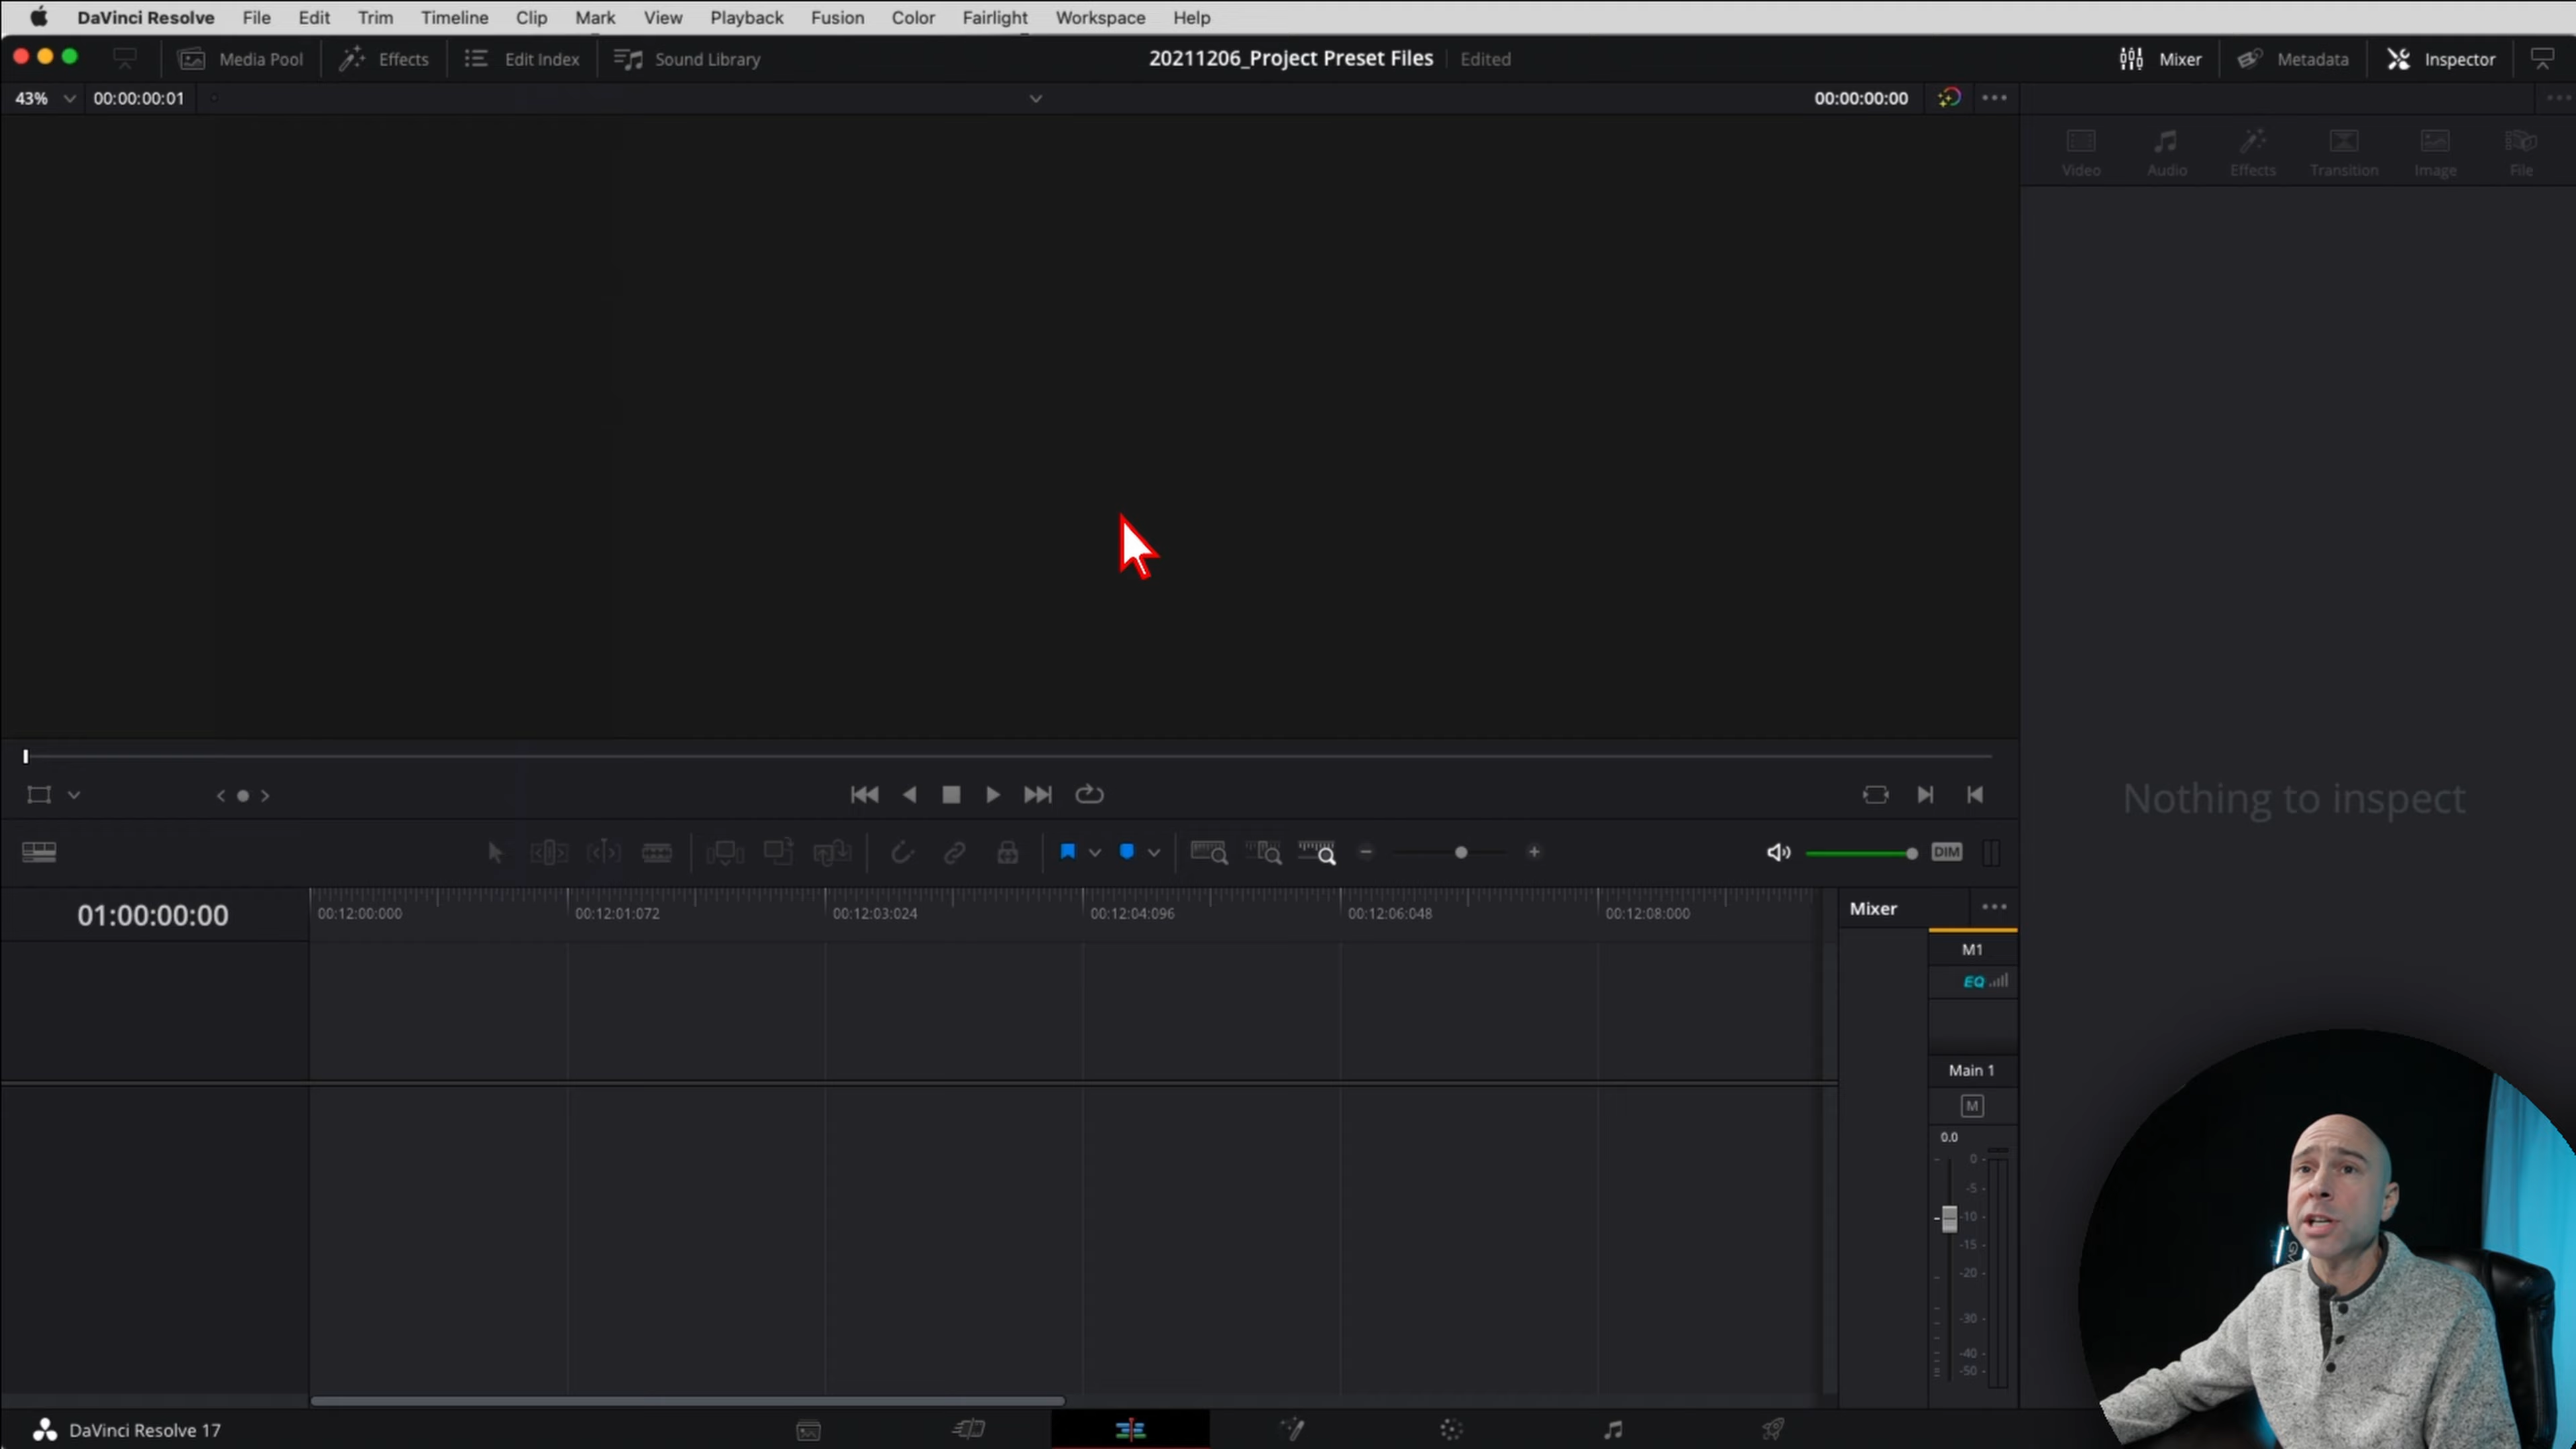 DaVinci Resolve File Edit Trim Timeline Clip Mark View Playback Fusion Color Fairlight Workspace Help
Media Pool Effects Edit Index Sound Library 20211206_Project Preset Files Edited Mixer Metadata Inspector
43% 00:00:00:01 00:00:00:00
Video Audio Effects Transition Image File
Nothing to inspect
DIM
01:00:00:00 00:12:00:000 00:12:01:072 00:12:03:024 00:12:04:096 00:12:06:048 00:12:08:000 Mixer
M1
EQ
Main 1
M
0.0
0
-5
-10
-15
-20
-30
-40
-50
DaVinci Resolve 17